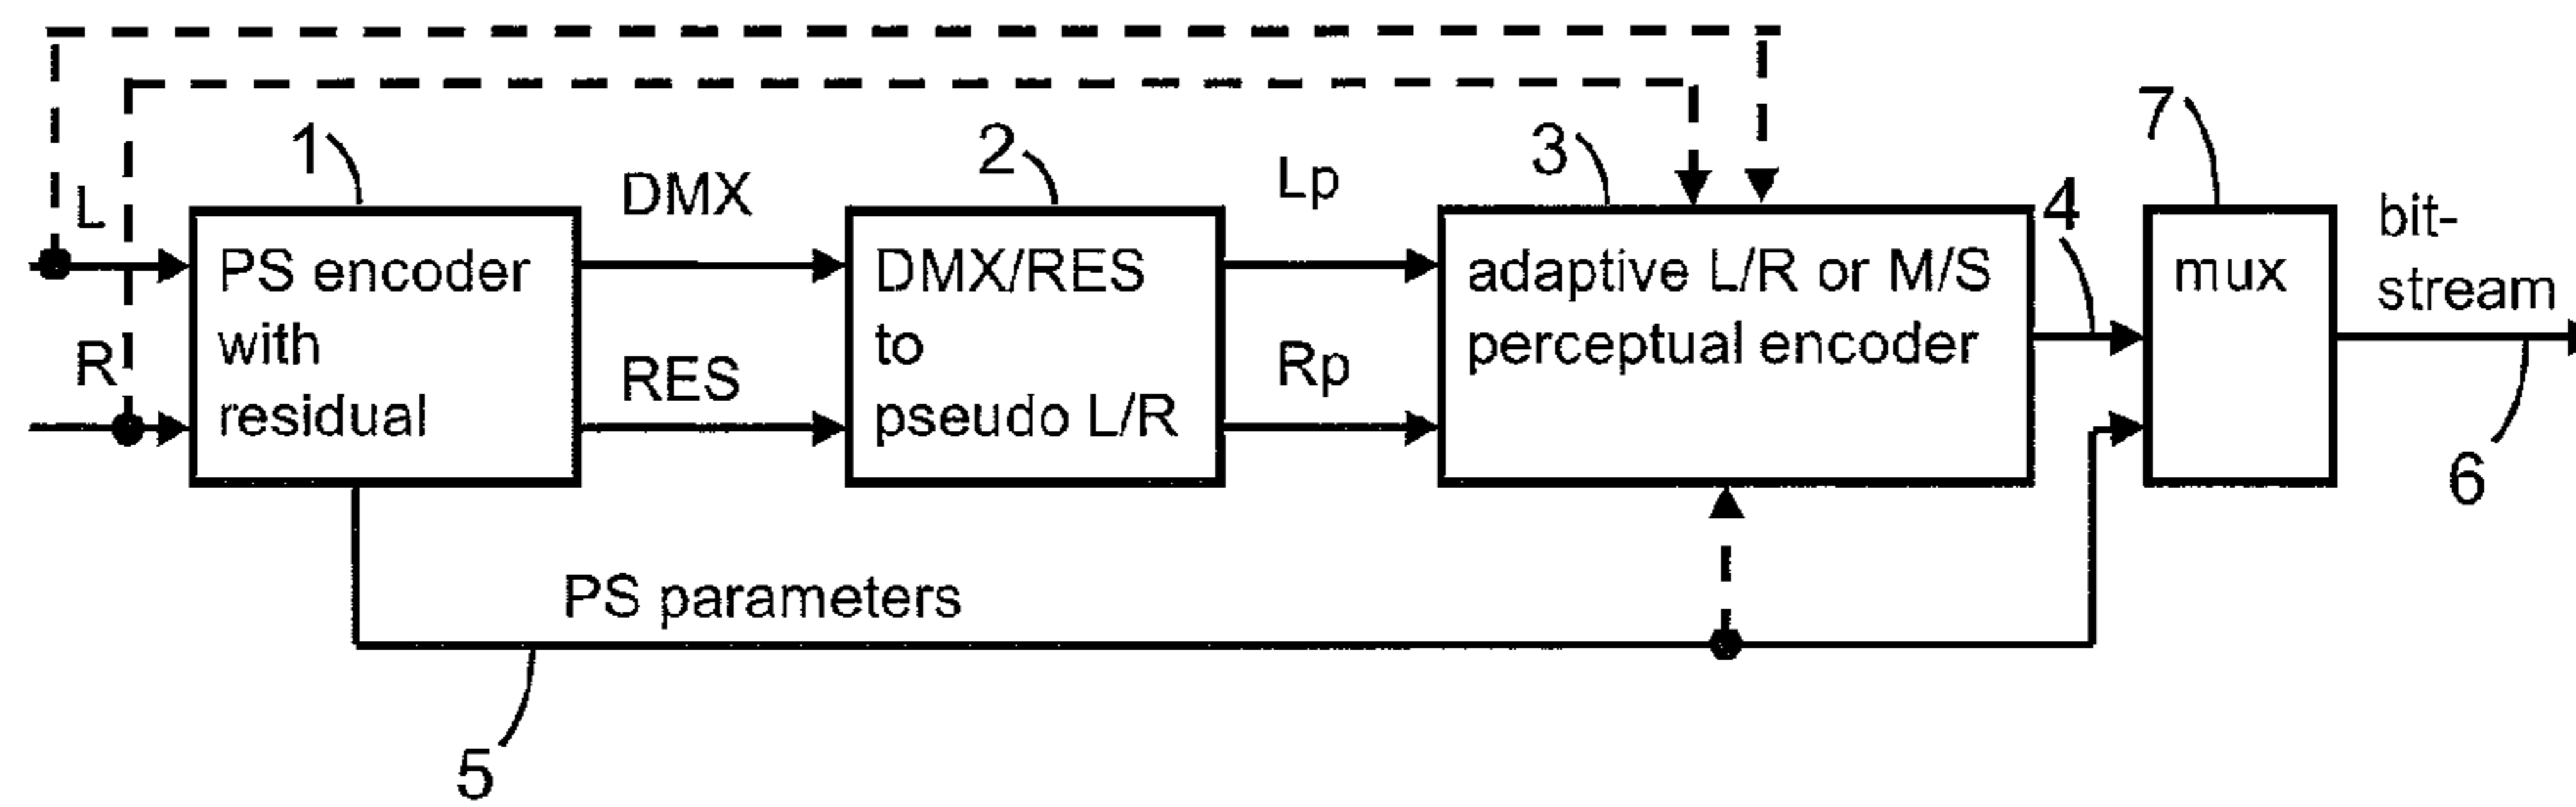 1
2
3
7
L
DMX
Lp
4
bit-
stream
PS encoder
with
residual
DMX/RES
to
pseudo L/R
adaptive L/R or M/S
perceptual encoder
mux
R
RES
Rp
6
PS parameters
5